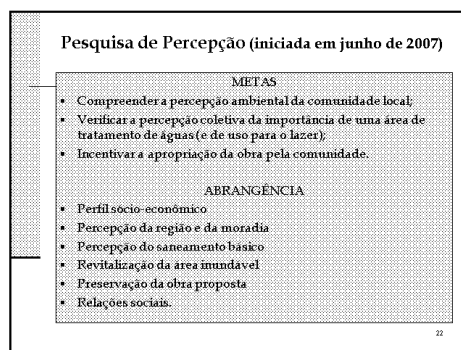 Pesquisa de Percepção (iniciada em junho de 2007)
METAS
▪ Compreender a percepção ambiental da comunidade local;
▪ Verificar a percepção coletiva da importância de uma área de
tratamento de águas (e de uso para o lazer);
▪ Incentivar a apropriação da obra pela comunidade.
ABRANGÊNCIA
▪ Perfil sócio-econômico
▪ Percepção da região e da moradia
▪ Percepção do saneamento básico
▪ Revitalização da área inundável
▪ Preservação da obra proposta
▪ Relações sociais.
22